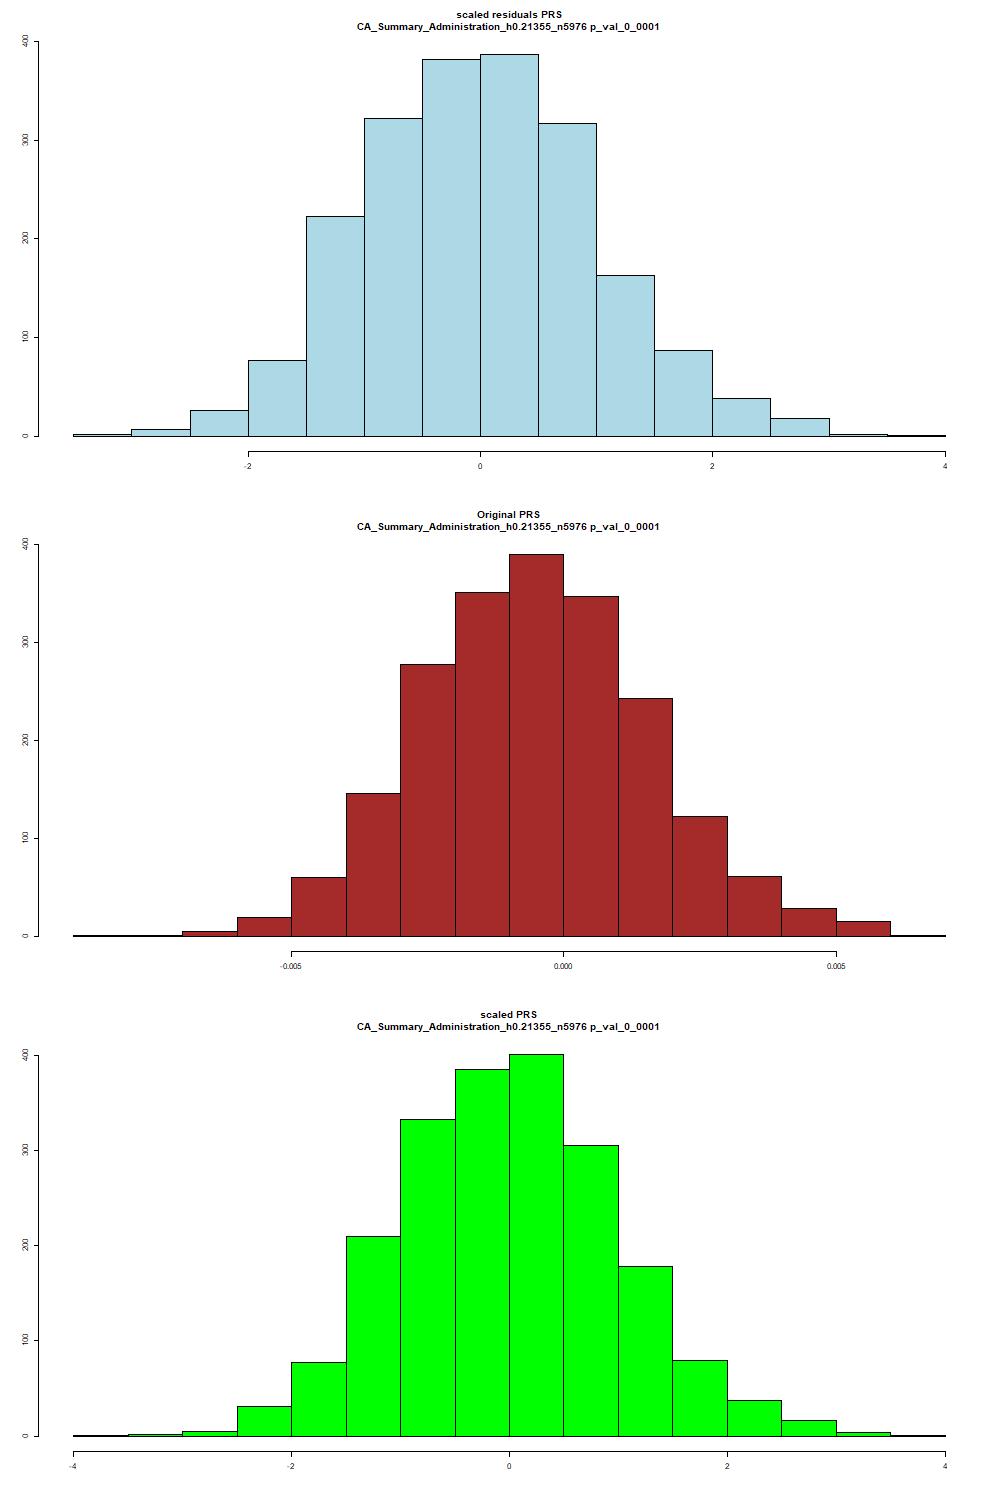 scaled residuals PRS
CA_Summary_Administration_h0.21355_n5976 p_val_0_0001
400
300
200
100
0
-2 0 2 4
Original PRS
CA_Summary_Administration_h0.21355_n5976 p_val_0_0001
400
300
200
100
0
-0.005 0.000 0.005
scaled PRS
CA_Summary_Administration_h0.21355_n5976 p_val_0_0001
400
300
200
100
0
-4 -2 0 2 4